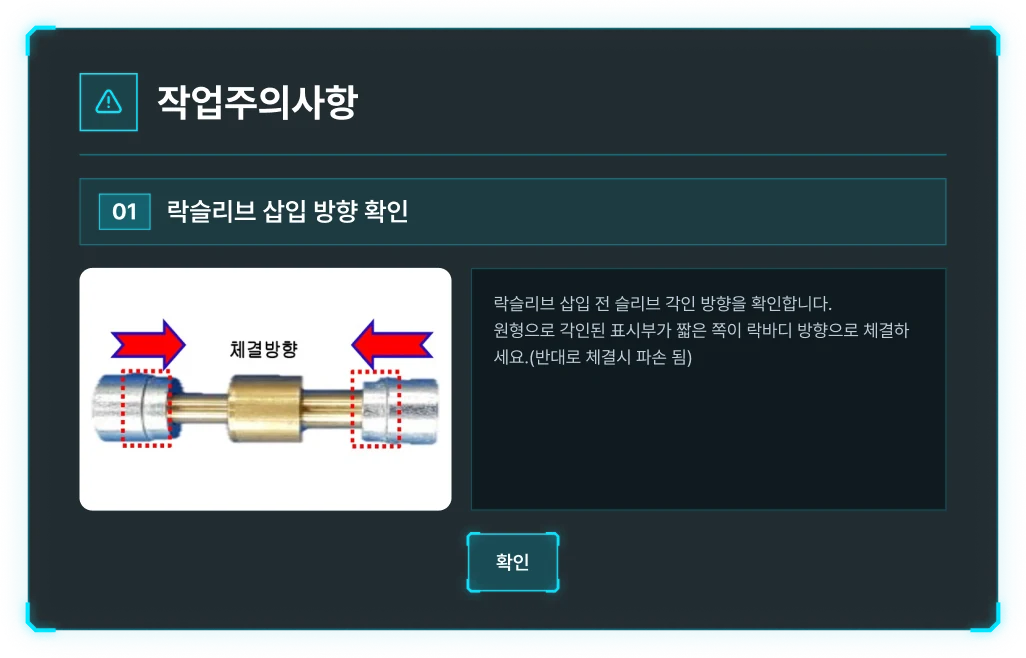 작업주의사항
01 락슬리브 삽입 방향 확인
체결방향
락슬리브 삽입 전 슬리브 각인 방향을 확인합니다.
원형으로 각인된 표시부가 짧은 쪽이 락바디 방향으로 체결하
세요.(반대로 체결시 파손 됨)
확인